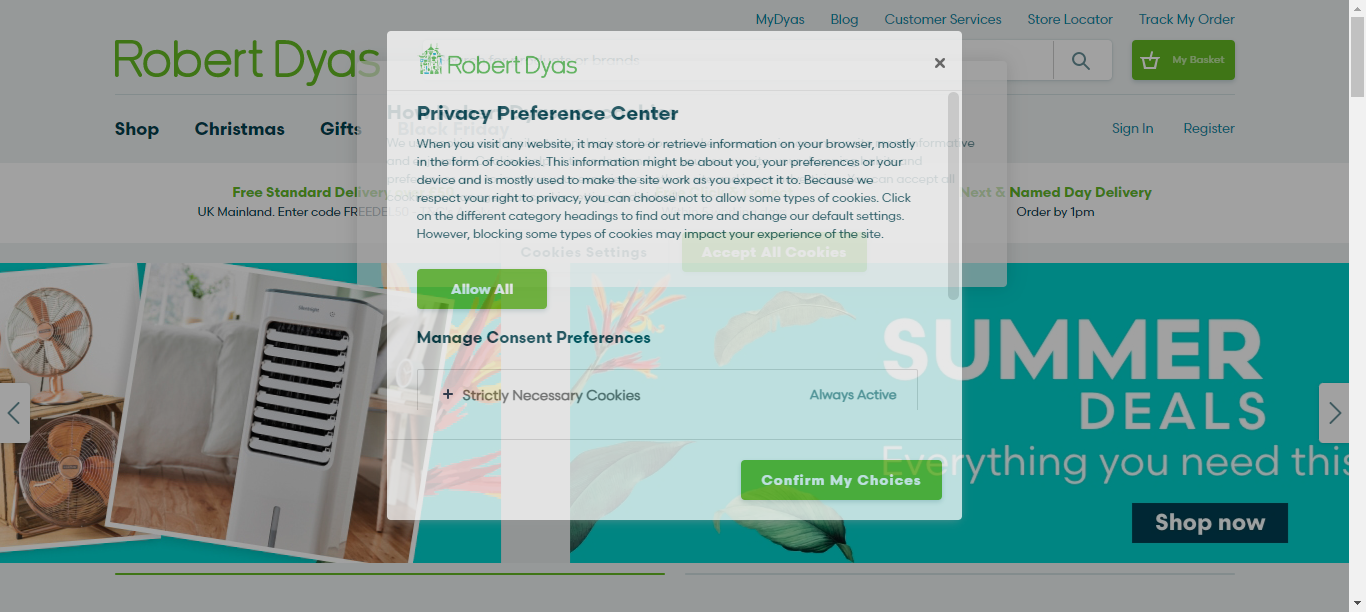 MyDyas Blog Customer Services Store Locator Track My Order
Robert Dyas
My Basket
Shop Christmas Gifts Black Friday
Sign In Register
Free Standard
UK Mainland. Enter code
Next & Named Day Delivery
Order by 1pm
Robert Dyas
Privacy Preference Center
When you visit any website, it may store or retrieve information on your browser, mostly
in the form of cookies. This information might be about you, your preferences or your
device and is mostly used to make the site work as you expect it to. Because we
respect your right to privacy, you can choose not to allow some types of cookies. Click
on the different category headings to find out more and change our default settings.
However, blocking some types of cookies may impact your experience of the site.
Cookies Settings Accept All Cookies
Allow All
Manage Consent Preferences
+ Strictly Necessary Cookies Always Active
Confirm My Choices
SUMMER
DEALS
Everything you need this
Shop now